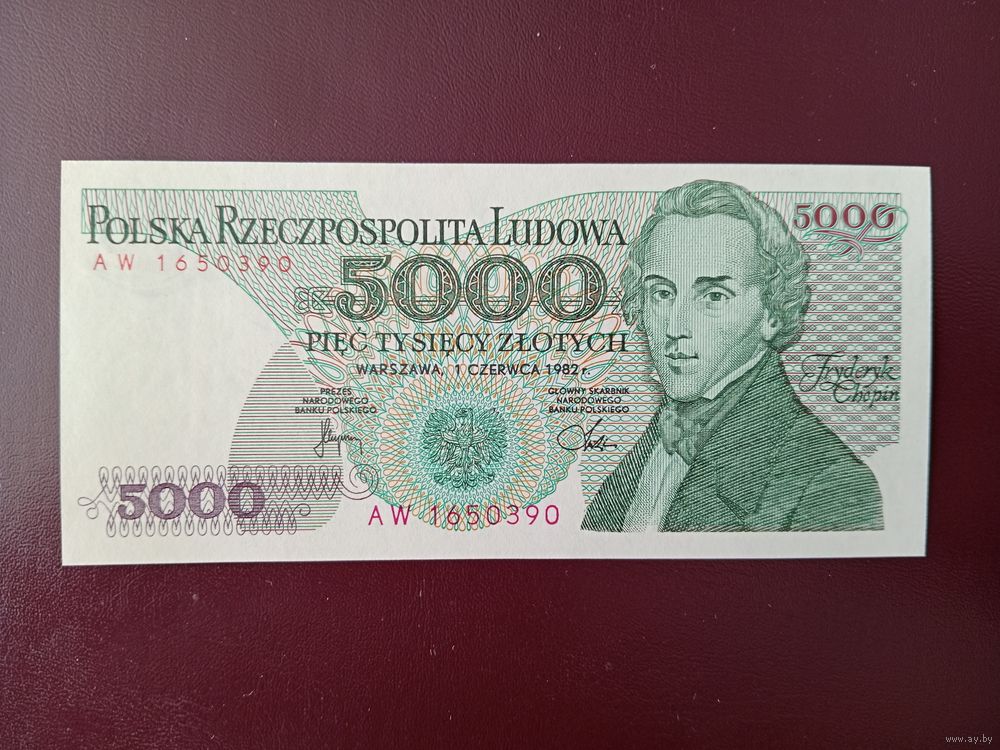 POLSKA RZECZPOSPOLITA LUDOWA
5000
AW 1650390
5000
PIĘĆ TYSIĘCY ZŁOTYCH
WARSZAWA, 1 CZERWCA 1982 r.
PREZES
NARODOWEGO
BANKU POLSKIEGO
GŁÓWNY SKARBNIK
NARODOWEGO
BANKU POLSKIEGO
Fryderyk
Chopin
5000
AW 1650390
www.ay.by